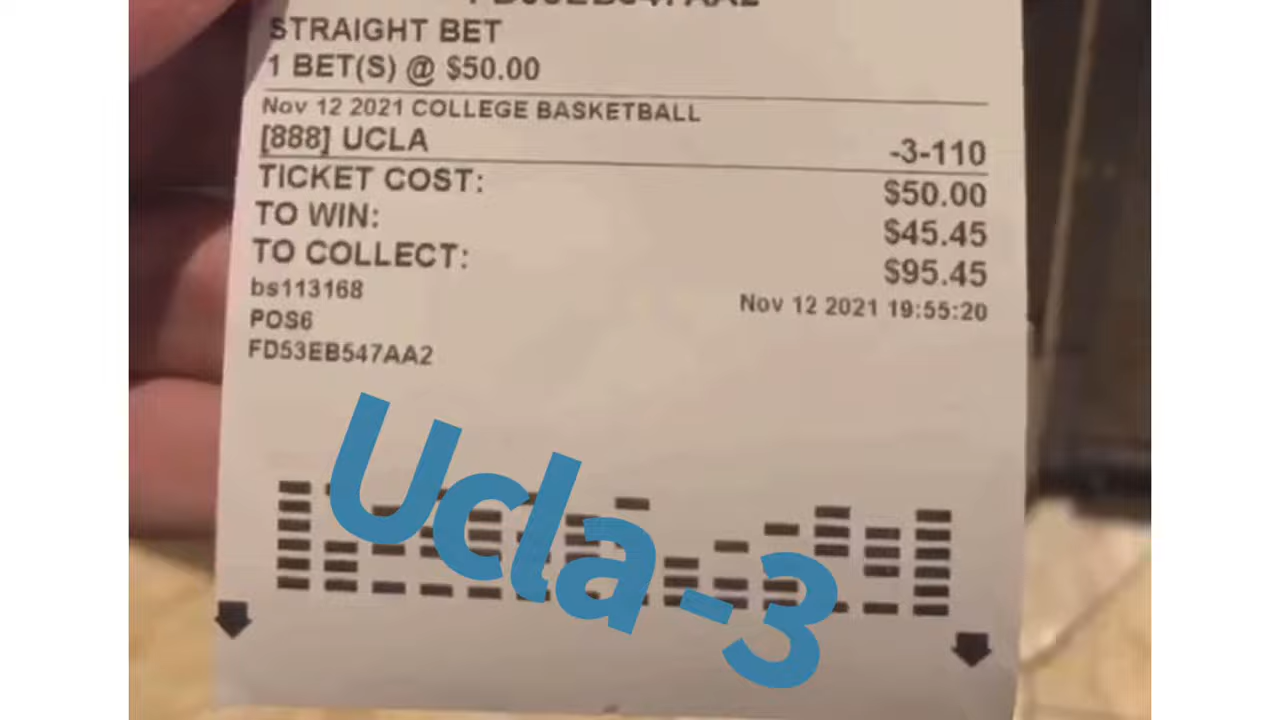 FD53EB547AA2
STRAIGHT BET
1 BET(S) @ $50.00
Nov 12 2021 COLLEGE BASKETBALL
[888] UCLA -3-110
TICKET COST: $50.00
TO WIN: $45.45
TO COLLECT: $95.45
bs113168 Nov 12 2021 19:55:20
POS6
FD53EB547AA2
Ucla-3